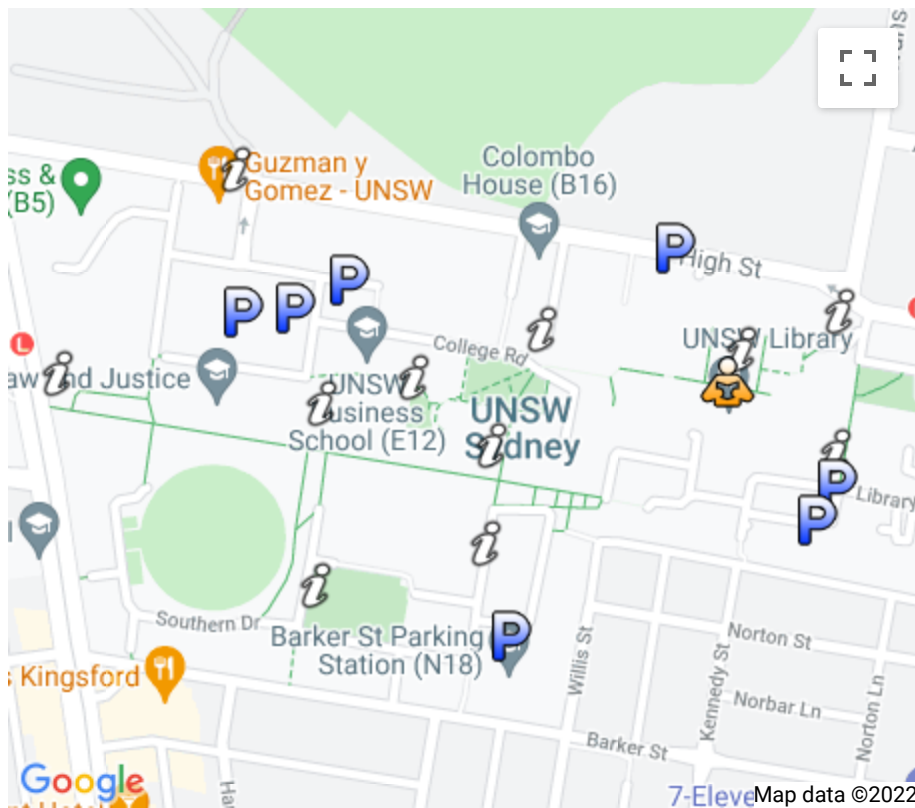 Guzman y
Gomez - UNSW
ss &
(B5)
Colombo
House (B16)
High St
College Rd
UNSW Library
aw and Justice
UNSW
Business
School (E12)
UNSW
Sydney
Library
Southern Dr
Barker St Parking
Station (N18)
s Kingsford
Willis St
Norton St
Kennedy St
Norbar Ln
Norton Ln
Barker St
Google
7-Eleve
Map data ©2022